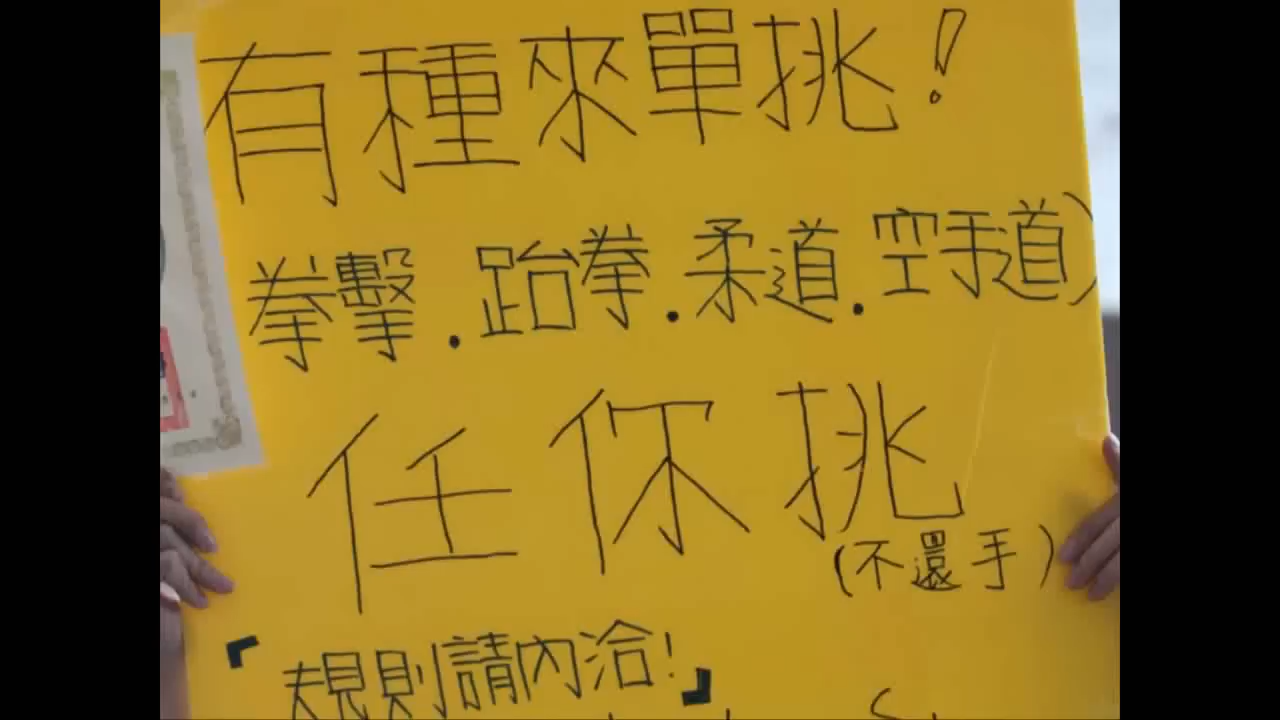 有種來單挑！
拳擊.跆拳.柔道.空手道）
任你挑
(不還手)
「規則請內洽！」